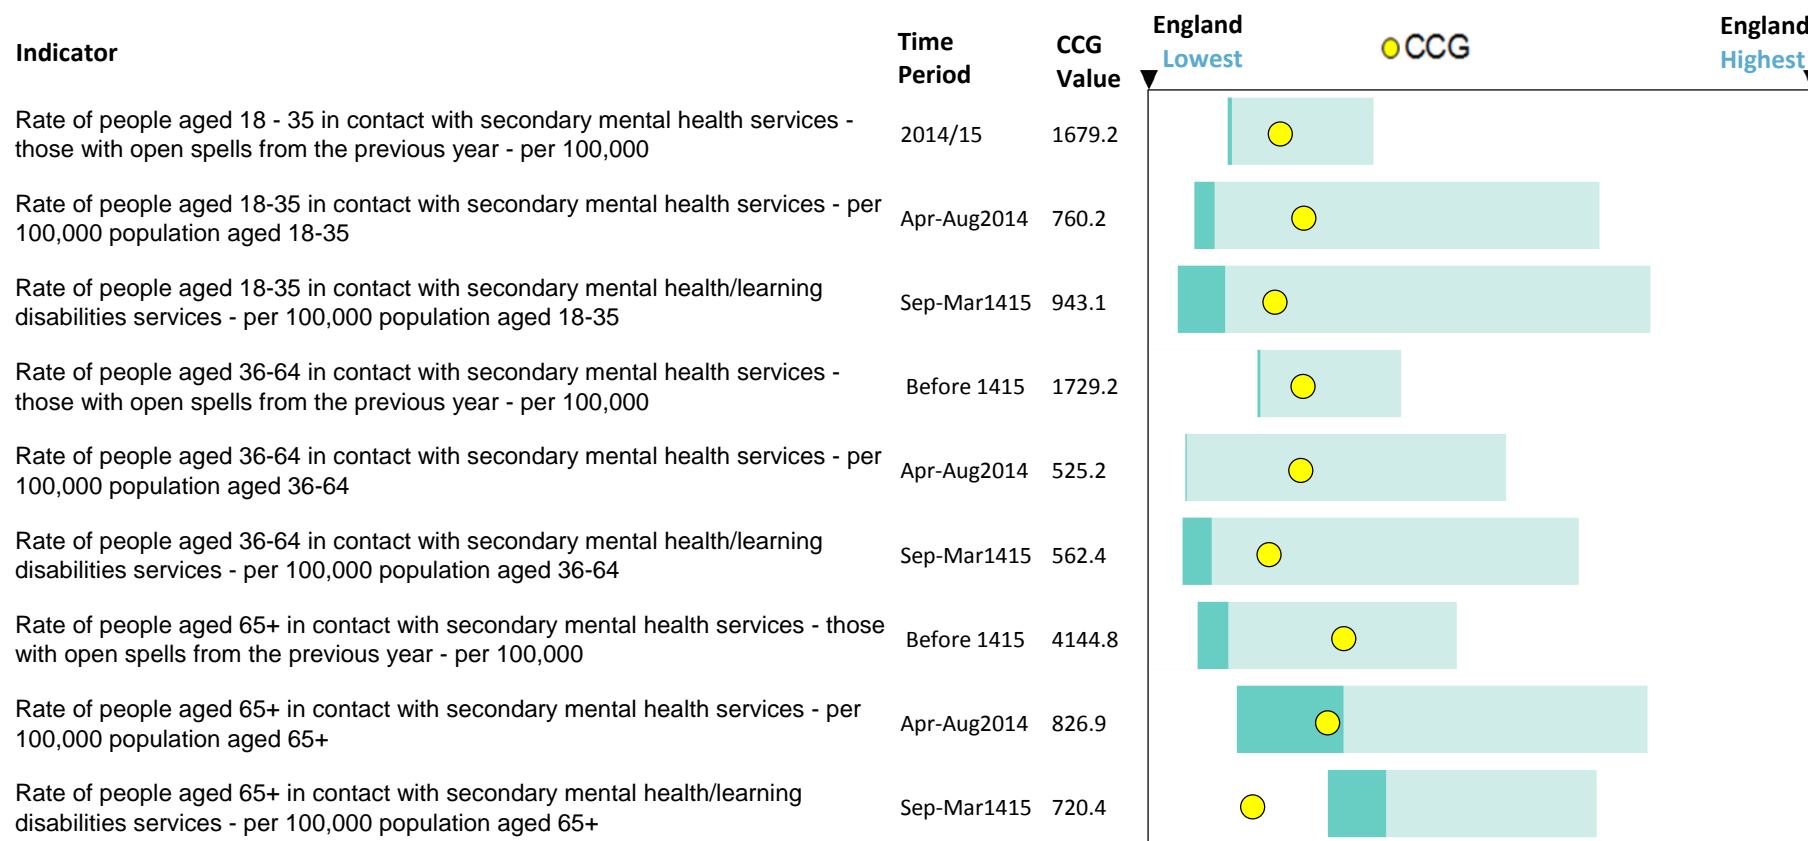 Indicator
Time
Period
CCG
Value
England
Lowest
CCG
England
Highest
Rate of people aged 18 - 35 in contact with secondary mental health services -
those with open spells from the previous year - per 100,000
2014/15
1679.2
Rate of people aged 18-35 in contact with secondary mental health services - per
100,000 population aged 18-35
Apr-Aug2014
760.2
Rate of people aged 18-35 in contact with secondary mental health/learning
disabilities services - per 100,000 population aged 18-35
Sep-Mar1415
943.1
Rate of people aged 36-64 in contact with secondary mental health services -
those with open spells from the previous year - per 100,000
Before 1415
1729.2
Rate of people aged 36-64 in contact with secondary mental health services - per
100,000 population aged 36-64
Apr-Aug2014
525.2
Rate of people aged 36-64 in contact with secondary mental health/learning
disabilities services - per 100,000 population aged 36-64
Sep-Mar1415
562.4
Rate of people aged 65+ in contact with secondary mental health services - those
with open spells from the previous year - per 100,000
Before 1415
4144.8
Rate of people aged 65+ in contact with secondary mental health services - per
100,000 population aged 65+
Apr-Aug2014
826.9
Rate of people aged 65+ in contact with secondary mental health/learning
disabilities services - per 100,000 population aged 65+
Sep-Mar1415
720.4